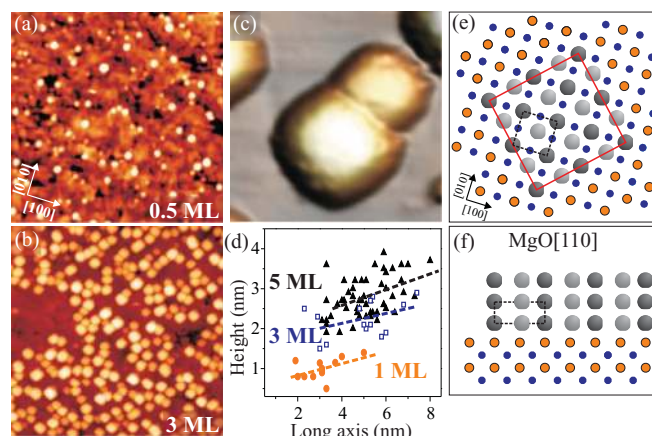 (a)
[010]
[100]
0.5 ML
(b)
3 ML
(c)
(d)
4
3
2
1
Height (nm)
5 ML
3 ML
1 ML
2
4
6
8
Long axis (nm)
(e)
[010]
[100]
(f)
MgO[110]